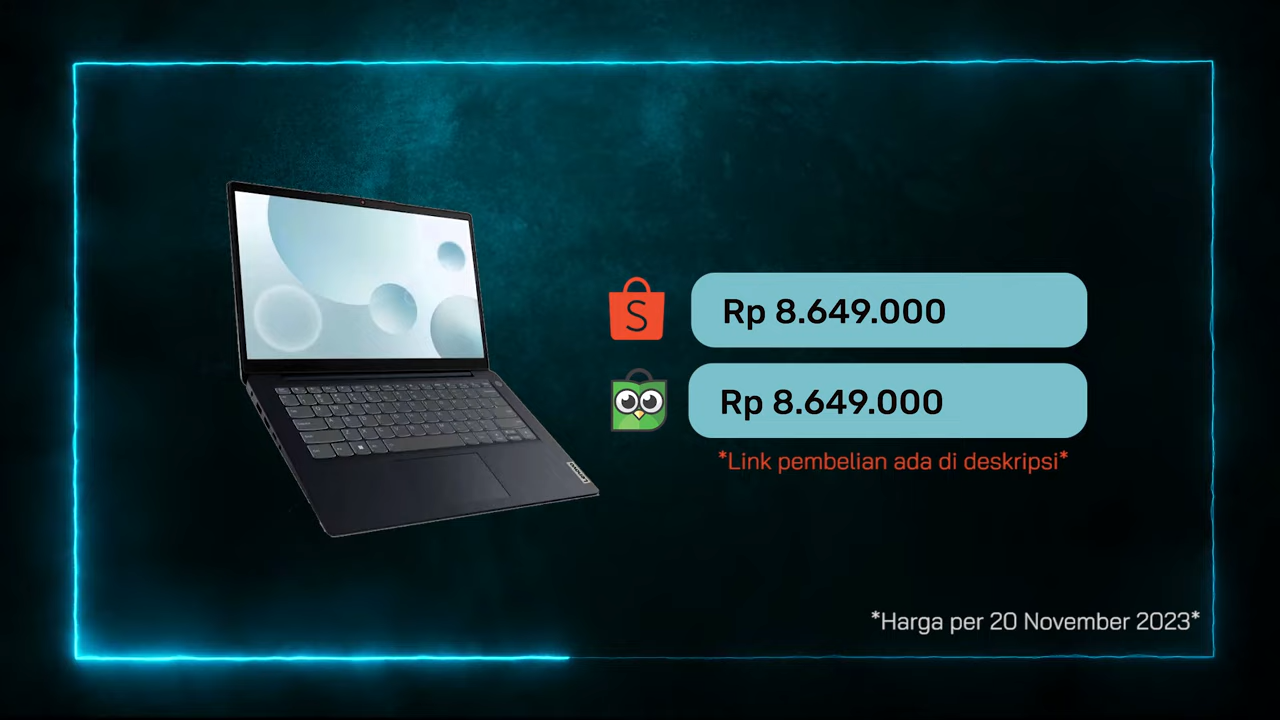 S
Rp 8.649.000
Rp 8.649.000
*Link pembelian ada di deskripsi*
*Harga per 20 November 2023*